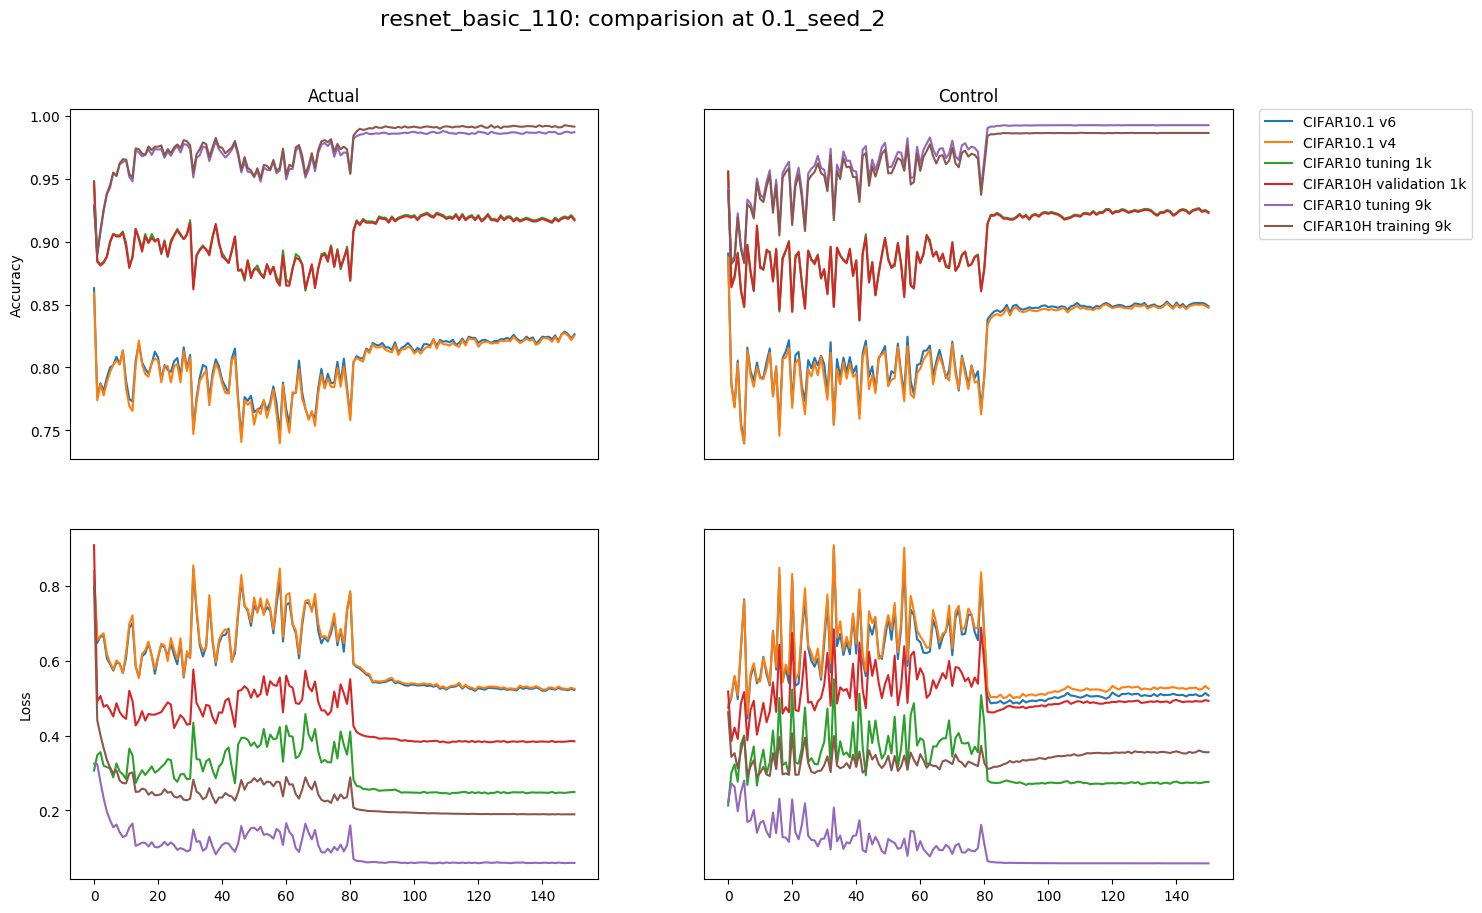 resnet_basic_110: comparision at 0.1_seed_2
Actual
Control
CIFAR10.1 v6
CIFAR10.1 v4
CIFAR10 tuning 1k
CIFAR10H validation 1k
CIFAR10 tuning 9k
CIFAR10H training 9k
Accuracy
1.00
0.95
0.90
0.85
0.80
0.75
Loss
0.8
0.6
0.4
0.2
0 20 40 60 80 100 120 140
0 20 40 60 80 100 120 140